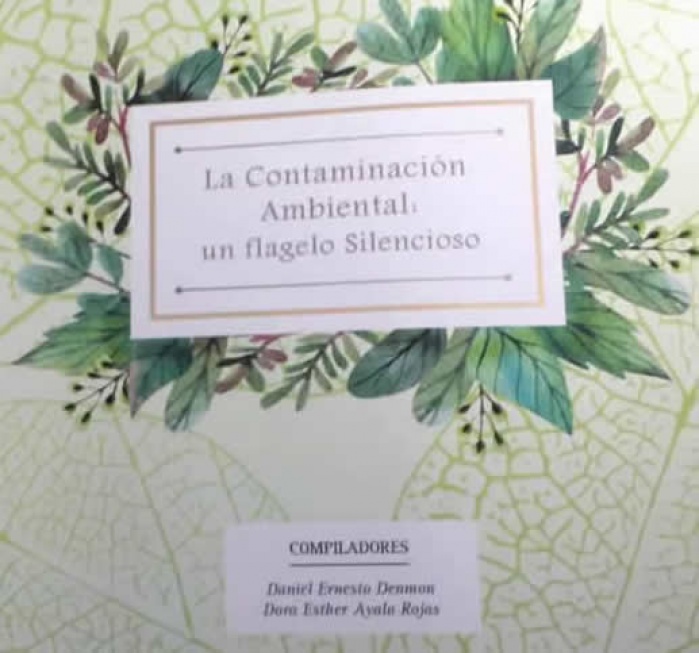 La Contaminación
Ambiental:
un flagelo Silencioso
COMPILADORES
Daniel Ernesto Denmon
Dora Esther Ayala Rojas